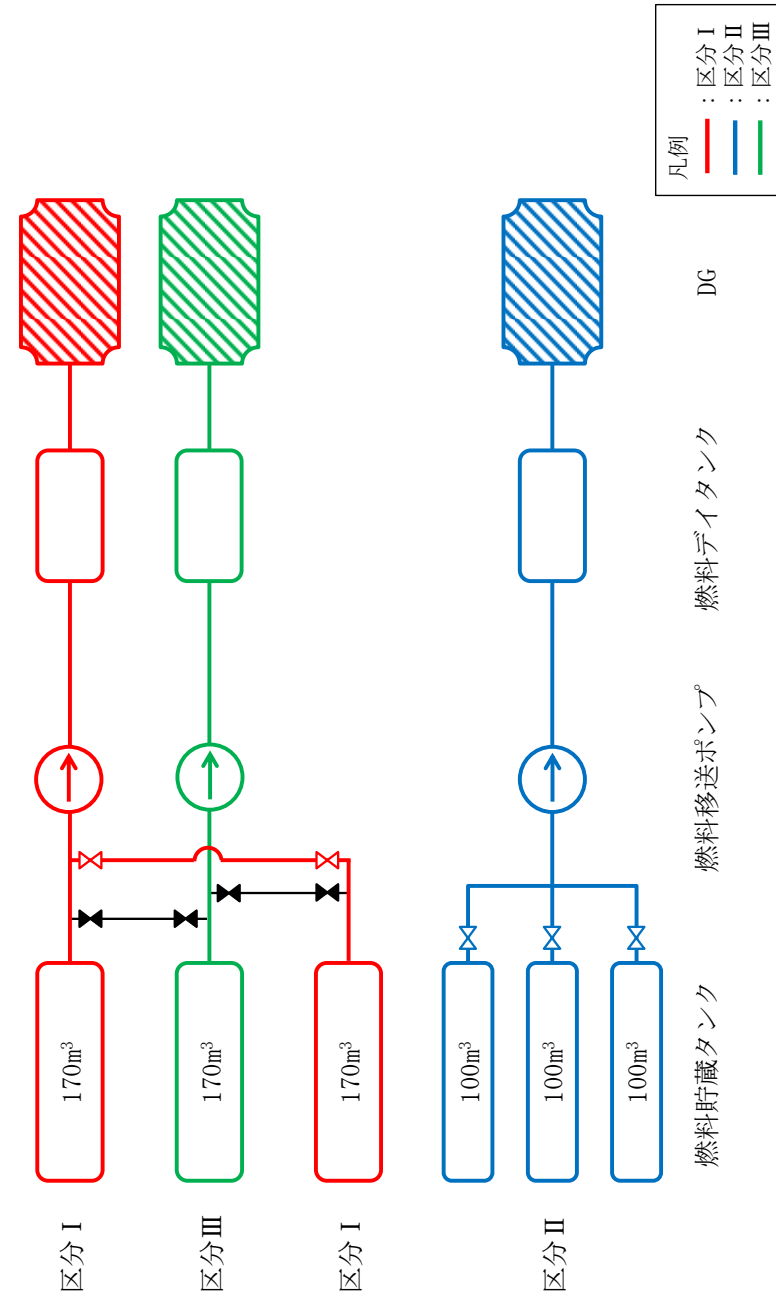 区分Ⅰ
170m³
区分Ⅲ
170m³
区分Ⅰ
170m³
区分Ⅱ
100m³
100m³
100m³
燃料貯蔵タンク
燃料移送ポンプ
燃料デイタンク
DG
凡例
：区分Ⅰ
：区分Ⅱ
：区分Ⅲ